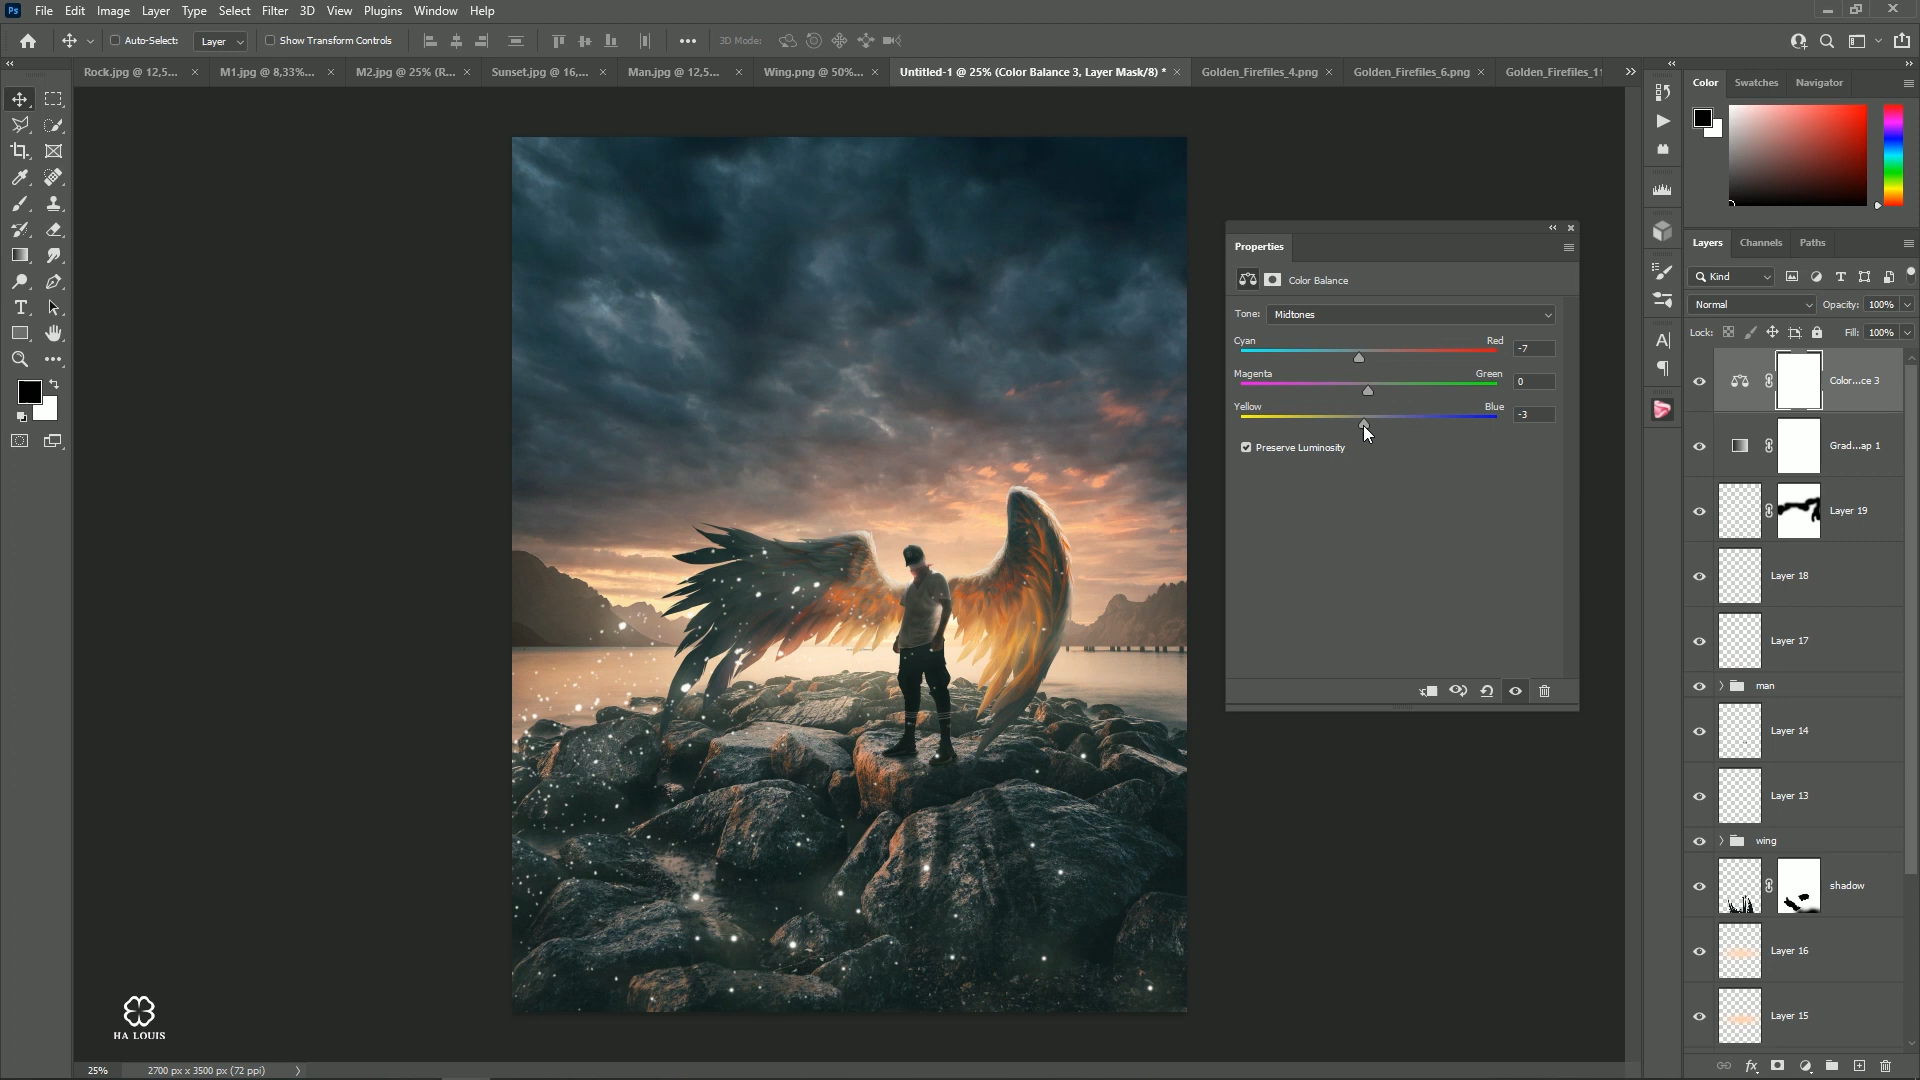 Ps File Edit Image Layer Type Select Filter 3D View Plugins Window Help
Auto-Select: Layer Show Transform Controls 3D Mode:
Rock.jpg @ 12,5... M1.jpg @ 8,33%... M2.jpg @ 25% (R... Sunset.jpg @ 16,... Man.jpg @ 12,5... Wing.png @ 50%... Untitled-1 @ 25% (Color Balance 3, Layer Mask/8) * Golden_Firefiles_4.png Golden_Firefiles_6.png Golden_Firefiles_11
Color Swatches Navigator
Properties
Color Balance
Tone: Midtones
Cyan Red -7
Magenta Green 0
Yellow Blue -3
Preserve Luminosity
Layers Channels Paths
Kind
Normal Opacity: 100%
Lock: Fill: 100%
Color...ce 3
Grad...ap 1
Layer 19
Layer 18
Layer 17
man
Layer 14
Layer 13
wing
shadow
Layer 16
Layer 15
HA LOUIS
25% 2700 px x 3500 px (72 ppi)